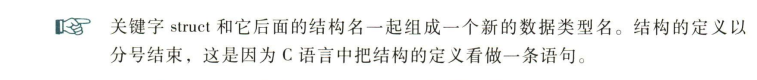 关键字 struct 和它后面的结构名一起组成一个新的数据类型名。结构的定义以
分号结束，这是因为 C 语言中把结构的定义看做一条语句。